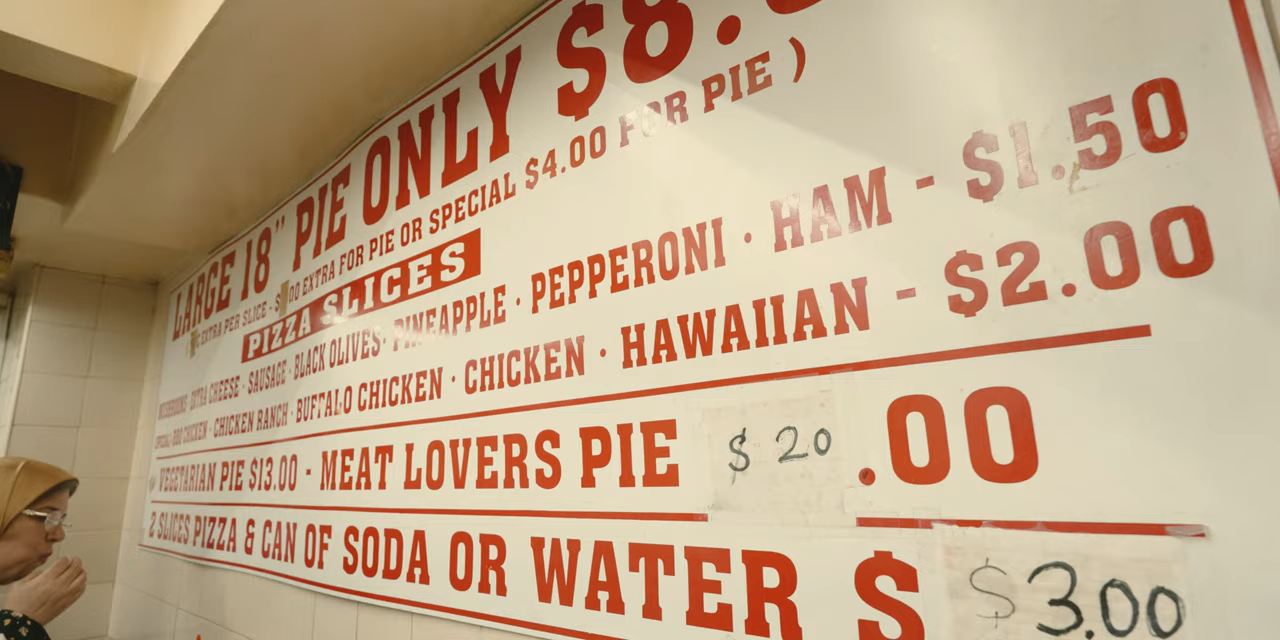 LARGE 18" PIE ONLY $8.
EXTRA PER SLICE - $ .00 EXTRA FOR PIE OR SPECIAL $4.00 FOR PIE )
PIZZA SLICES
MUSHROOMS · EXTRA CHEESE · SAUSAGE · BLACK OLIVES · PINEAPPLE · PEPPERONI · HAM - $1.50
SPECIAL: BBQ CHICKEN · CHICKEN RANCH · BUFFALO CHICKEN · CHICKEN · HAWAIIAN - $2.00
VEGETARIAN PIE $13.00 - MEAT LOVERS PIE $ 20 .00
2 SLICES PIZZA & CAN OF SODA OR WATER $ $3.00